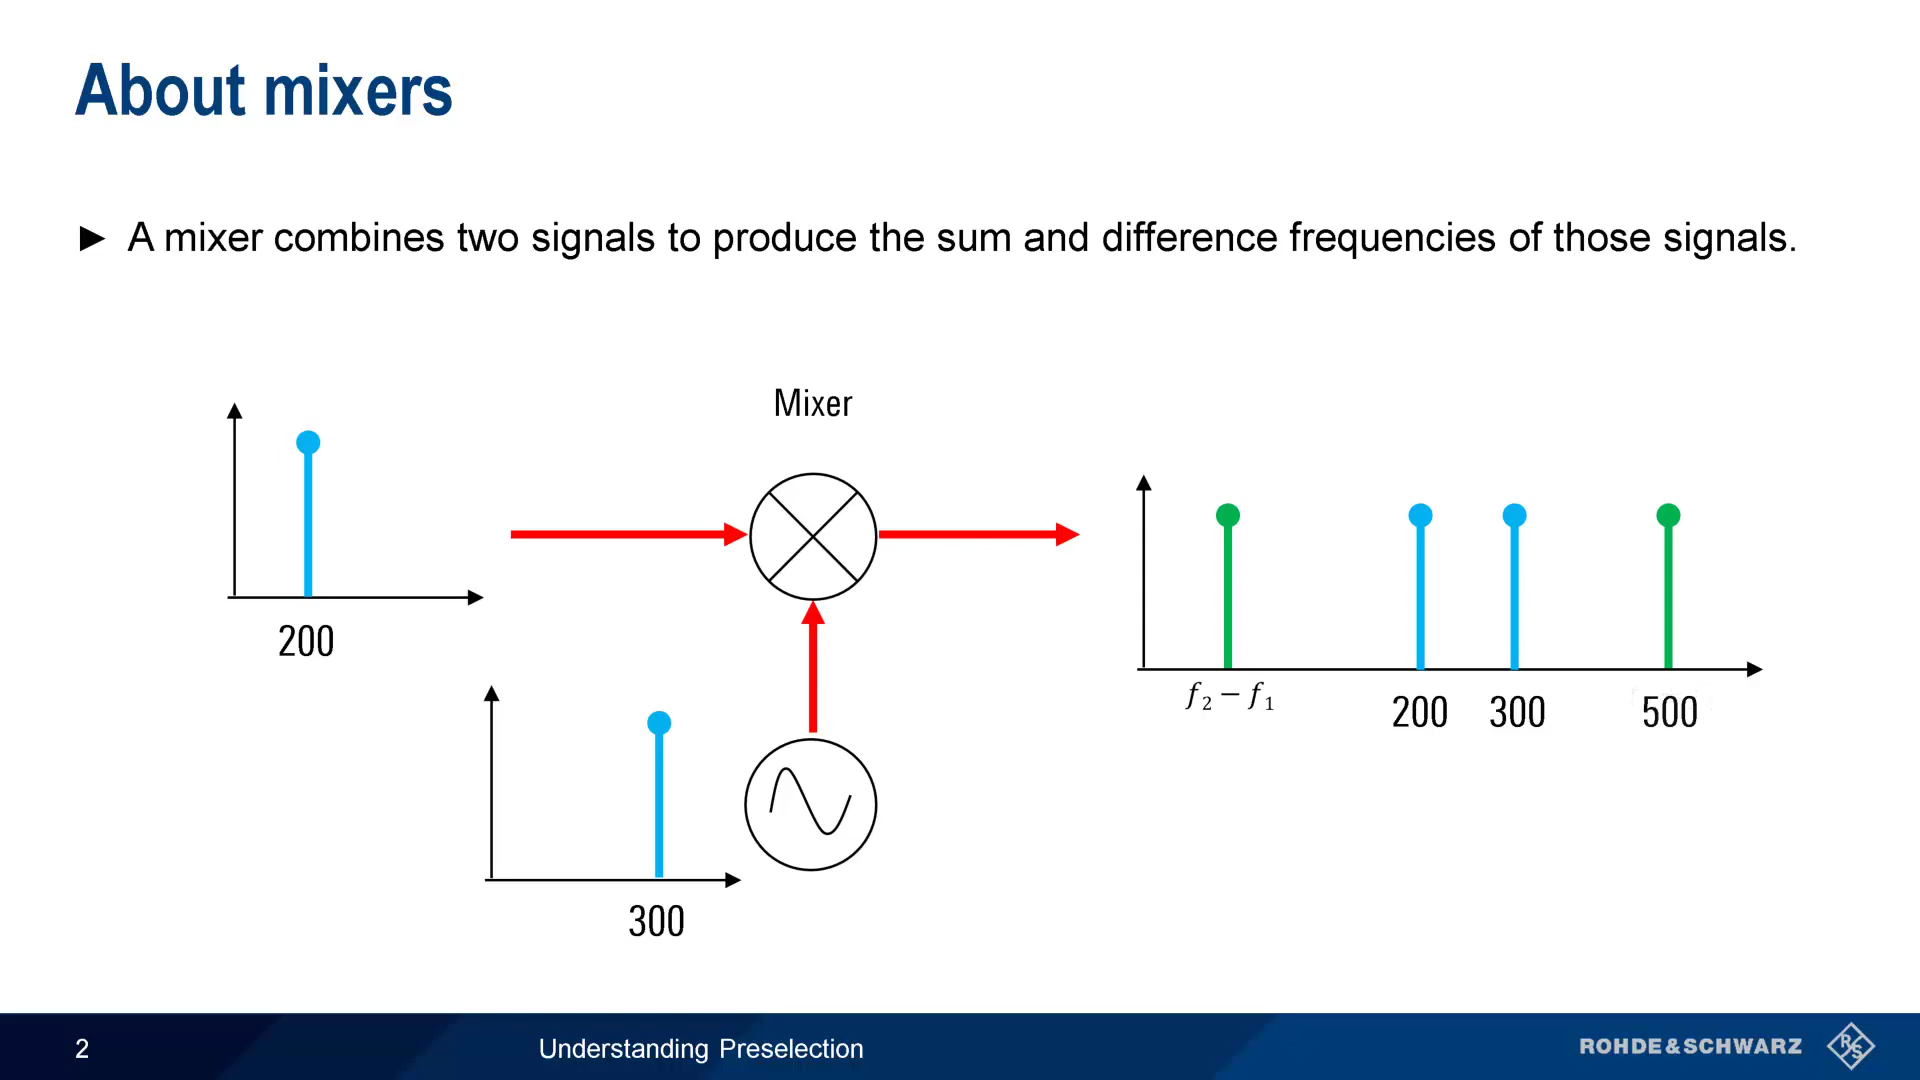 About mixers
► A mixer combines two signals to produce the sum and difference frequencies of those signals.
Mixer
200
300
f₂ − f₁
200 300 500
2
Understanding Preselection
ROHDE&SCHWARZ
R&S